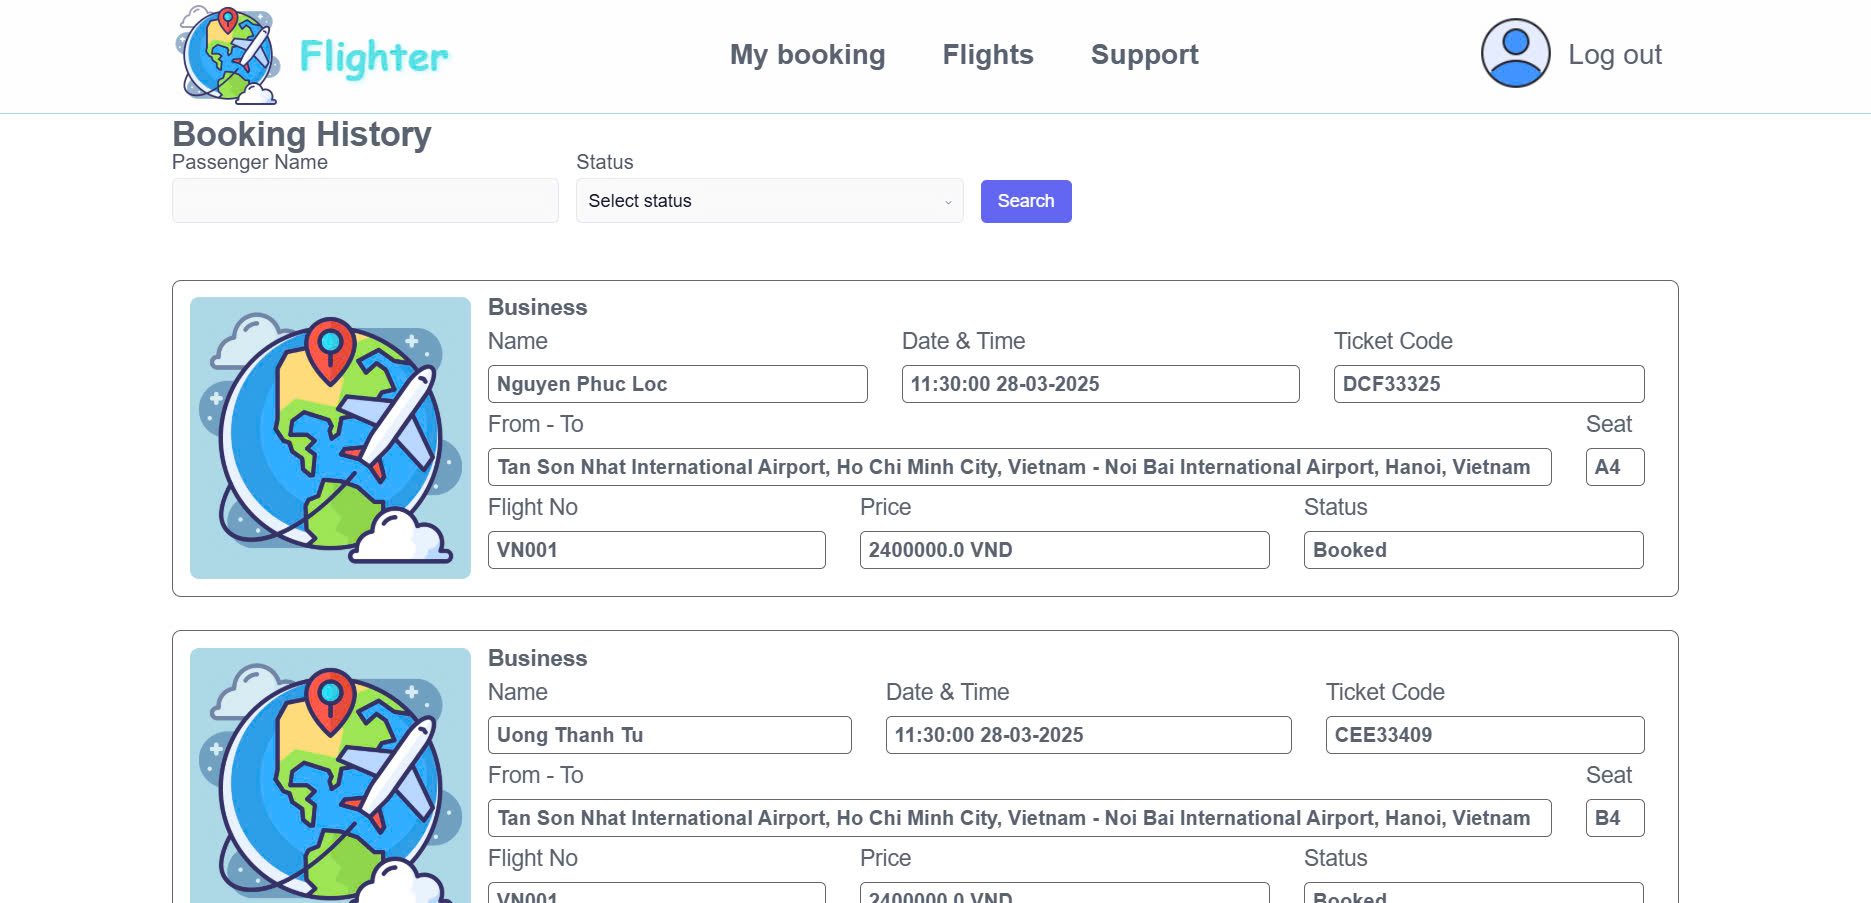 Flighter
My booking Flights Support
Log out
Booking History
Passenger Name Status
Select status Search
Business
Name Date & Time Ticket Code
Nguyen Phuc Loc 11:30:00 28-03-2025 DCF33325
From - To Seat
Tan Son Nhat International Airport, Ho Chi Minh City, Vietnam - Noi Bai International Airport, Hanoi, Vietnam A4
Flight No Price Status
VN001 2400000.0 VND Booked
Business
Name Date & Time Ticket Code
Uong Thanh Tu 11:30:00 28-03-2025 CEE33409
From - To Seat
Tan Son Nhat International Airport, Ho Chi Minh City, Vietnam - Noi Bai International Airport, Hanoi, Vietnam B4
Flight No Price Status
VN001 2400000.0 VND Booked